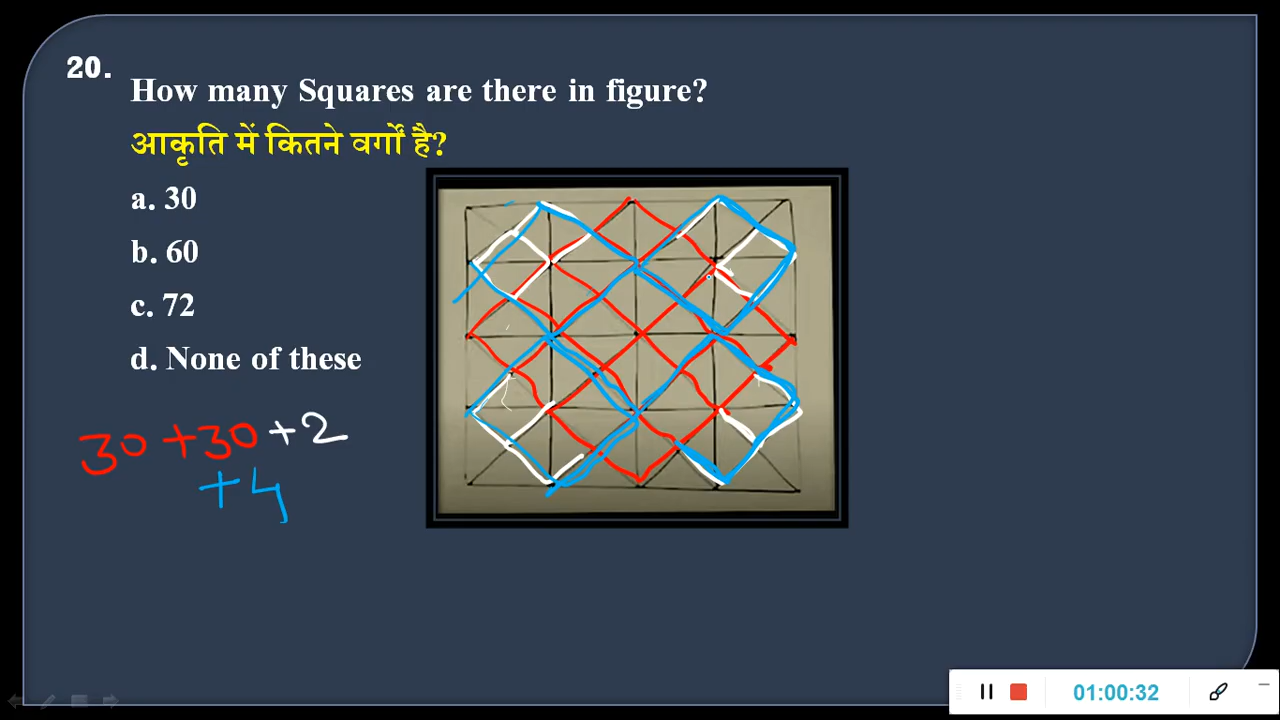 20.
How many Squares are there in figure?
आकृति में कितने वर्गों है?
a. 30
b. 60
c. 72
d. None of these
30 +30 +2
+4
01:00:32